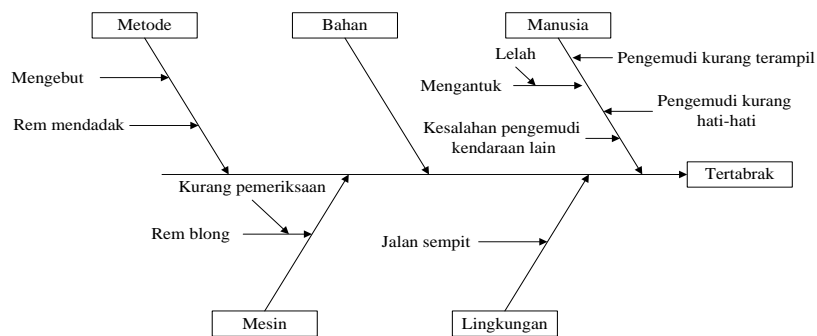 Metode
Bahan
Manusia
Lelah
Pengemudi kurang terampil
Mengebut
Mengantuk
Pengemudi kurang
hati-hati
Rem mendadak
Kesalahan pengemudi
kendaraan lain
Tertabrak
Kurang pemeriksaan
Rem blong
Jalan sempit
Mesin
Lingkungan